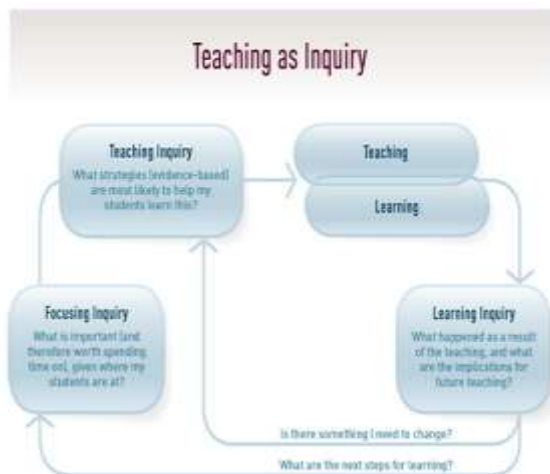 Teaching as Inquiry
Teaching Inquiry
What strategies (evidence-based)
are most likely to help my
students learn this?
Teaching
Learning
Focusing Inquiry
What is important (and
therefore worth spending
time on), given where my
students are at?
Learning Inquiry
What happened as a result
of the teaching, and what
are the implications for
future teaching?
Is there something I need to change?
What are the next steps for learning?